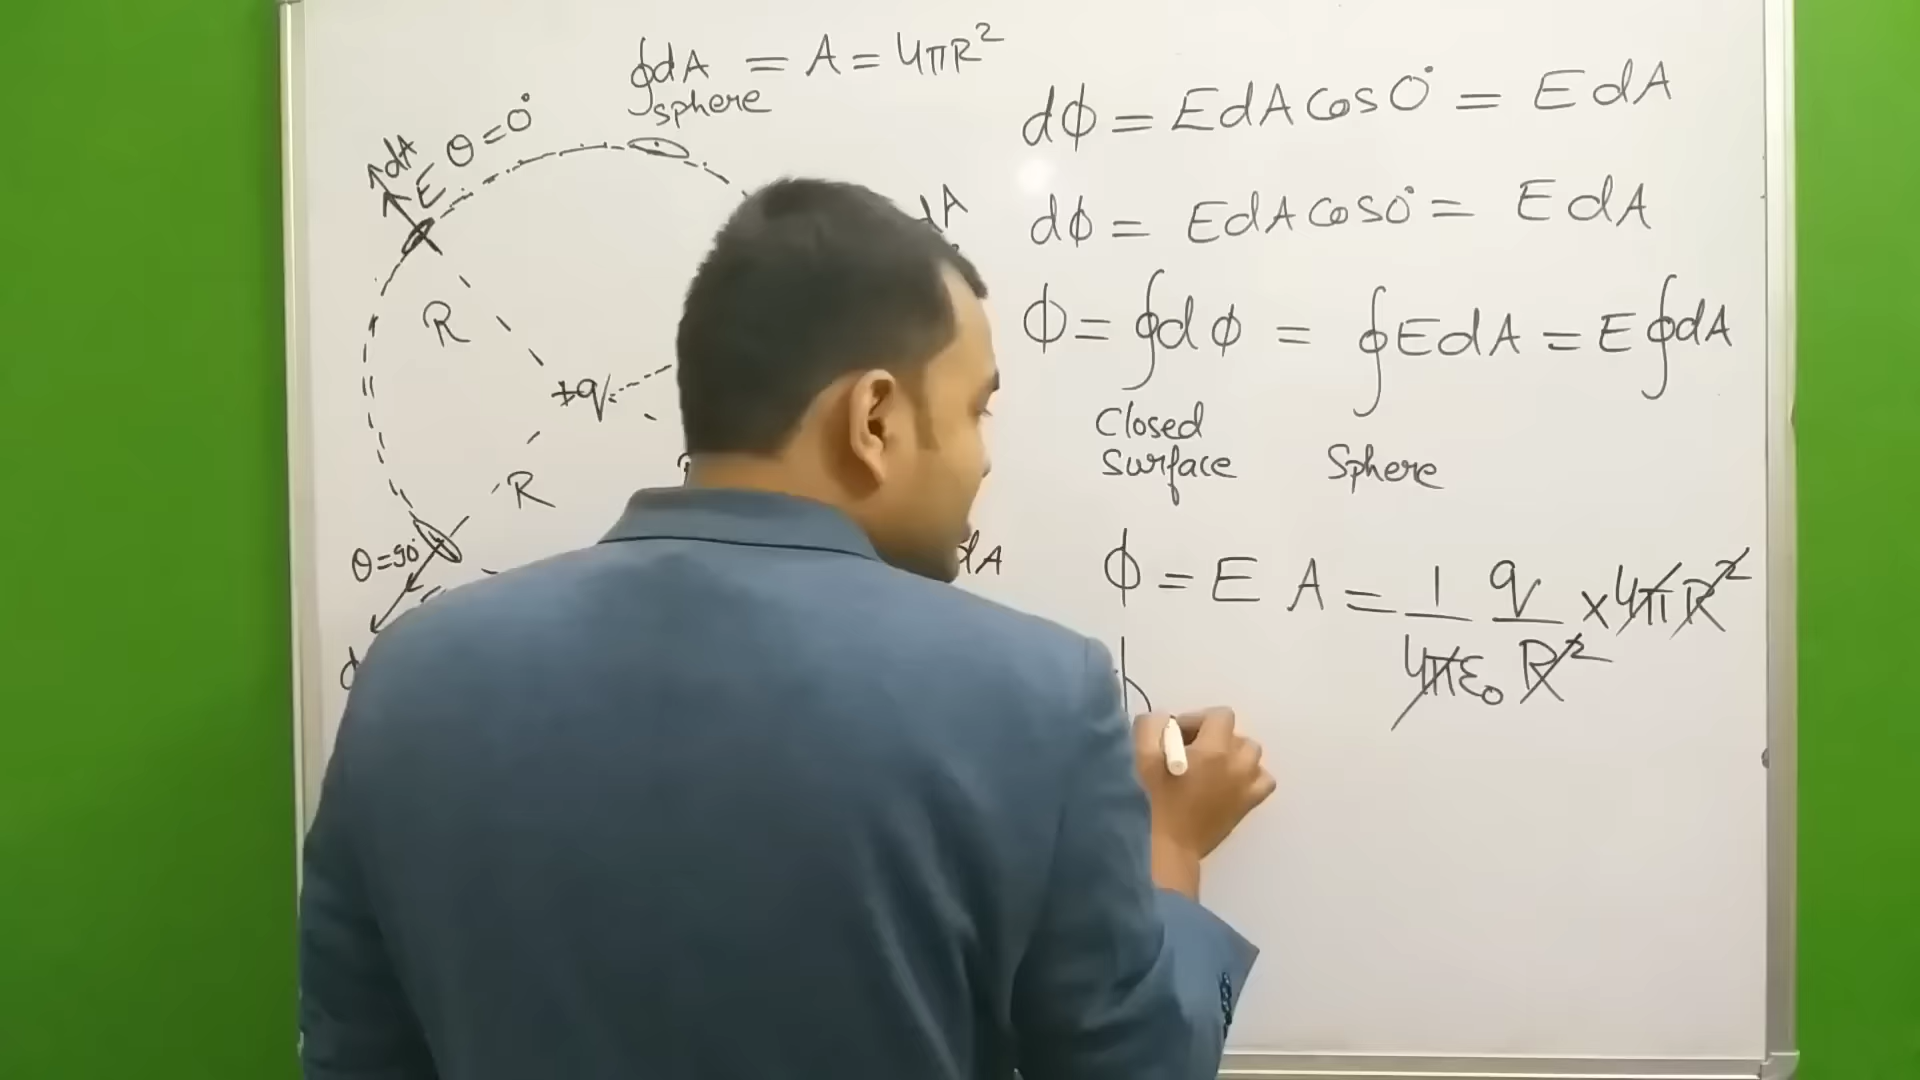 ∮dA = A = 4πR²
sphere
dA
E θ=0°
R
+q
R
θ=90°
dA
dA
dφ = EdA cos0° = EdA
dφ = EdA cos0° = EdA
φ = ∮dφ = ∮EdA = E∮dA
Closed
Surface
Sphere
φ = E A = 1/4πε₀ q/R² × 4πR²